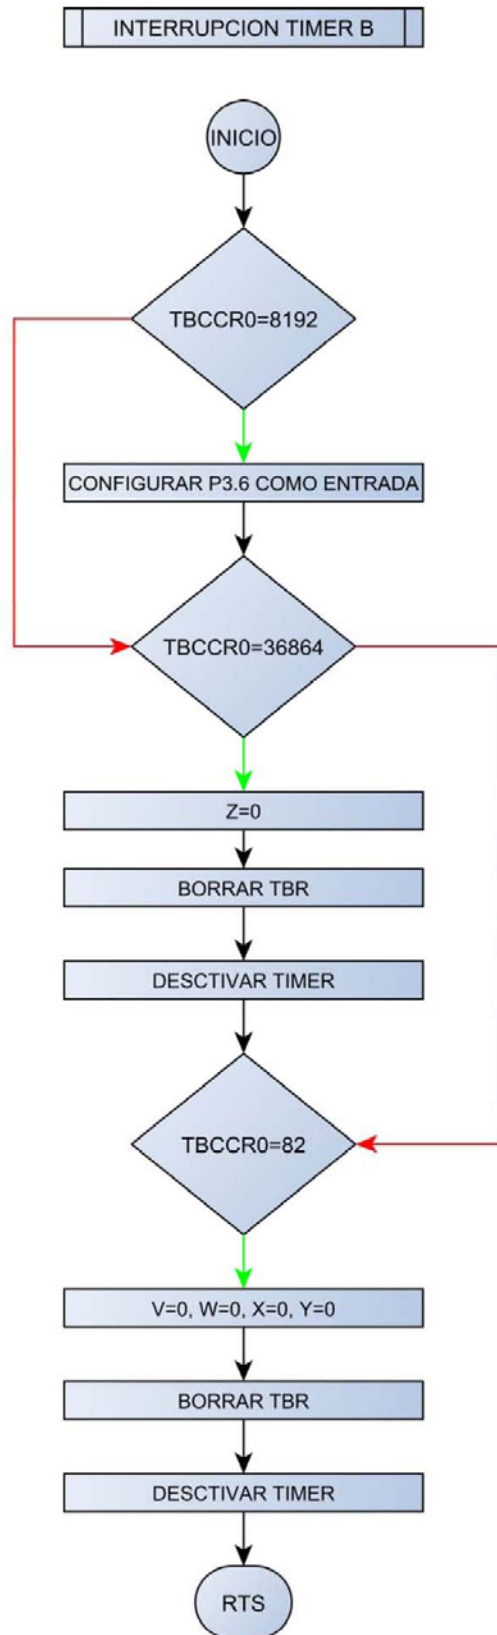 INTERRUPCION TIMER B
INICIO
TBCCR0=8192
CONFIGURAR P3.6 COMO ENTRADA
TBCCR0=36864
Z=0
BORRAR TBR
DESCTIVAR TIMER
TBCCR0=82
V=0, W=0, X=0, Y=0
BORRAR TBR
DESCTIVAR TIMER
RTS